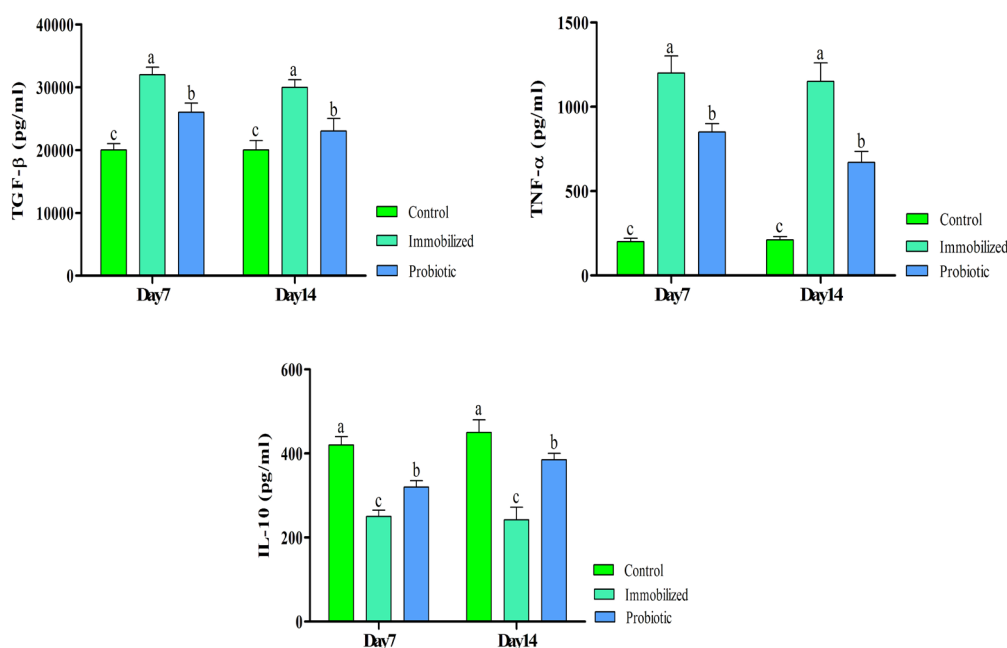 40000
30000
20000
10000
0
TGF-β (pg/ml)
a
b
c
a
b
c
Day7
Day14
Control
Immobilized
Probiotic
1500
1000
500
0
TNF-α (pg/ml)
a
b
c
a
b
c
Day7
Day14
Control
Immobilized
Probiotic
600
400
200
0
IL-10 (pg/ml)
a
c
b
a
c
b
Day7
Day14
Control
Immobilized
Probiotic